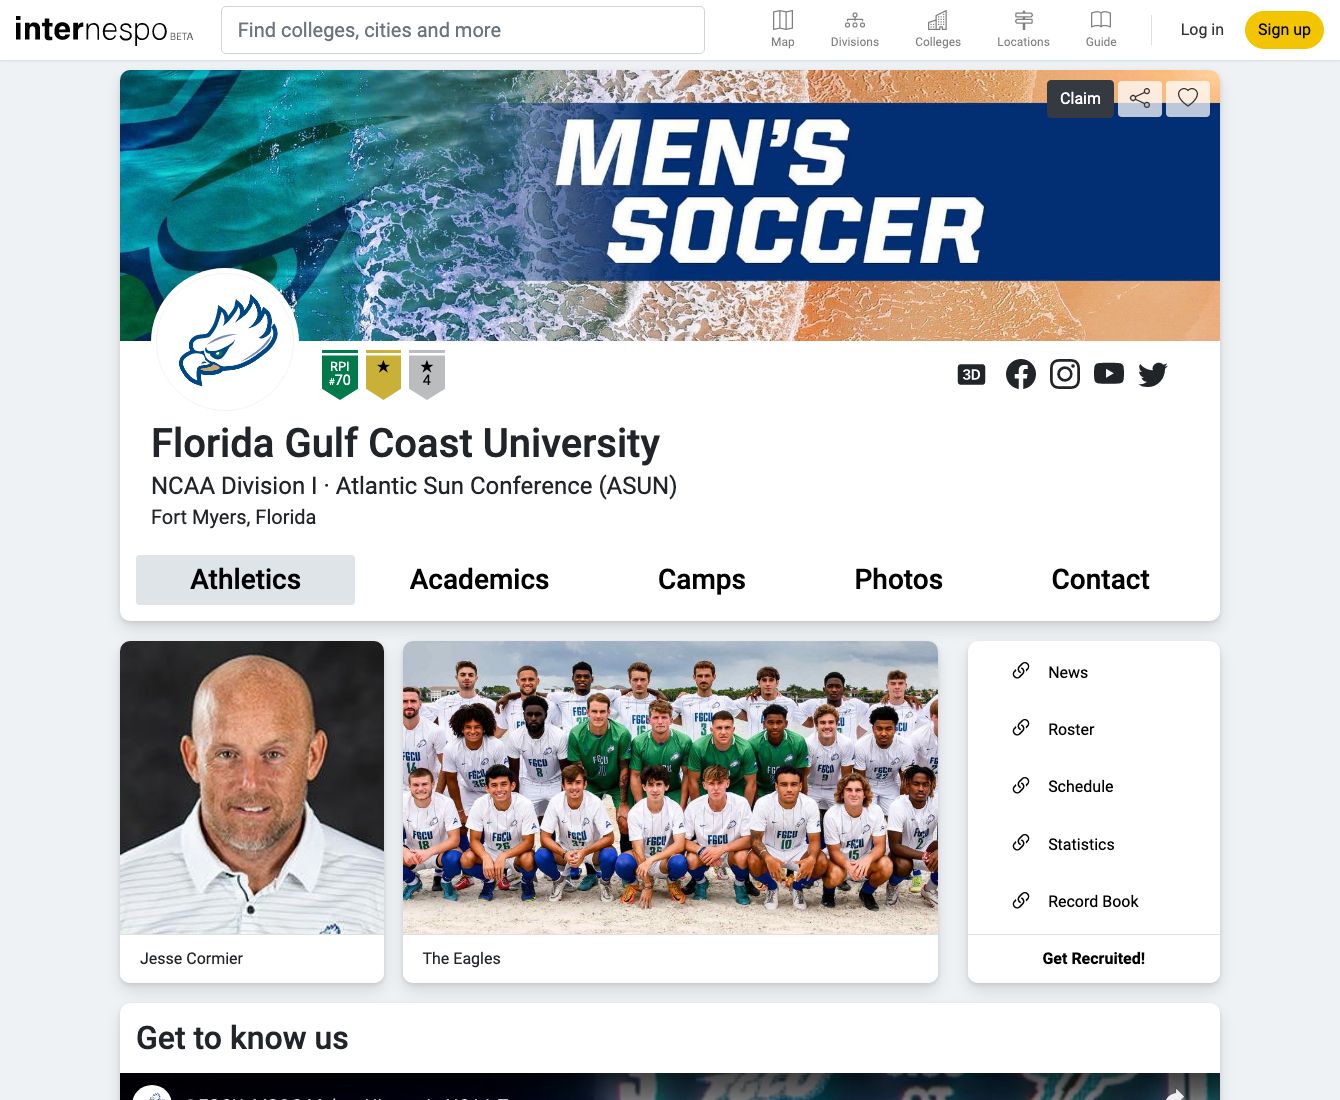 internespo BETA
Find colleges, cities and more
Map
Divisions
Colleges
Locations
Guide
Log in
Sign up
Claim
MEN'S
SOCCER
RPI
#70
★
★
4
3D
Florida Gulf Coast University
NCAA Division I · Atlantic Sun Conference (ASUN)
Fort Myers, Florida
Athletics
Academics
Camps
Photos
Contact
News
Roster
Schedule
Statistics
Record Book
Jesse Cormier
The Eagles
Get Recruited!
Get to know us